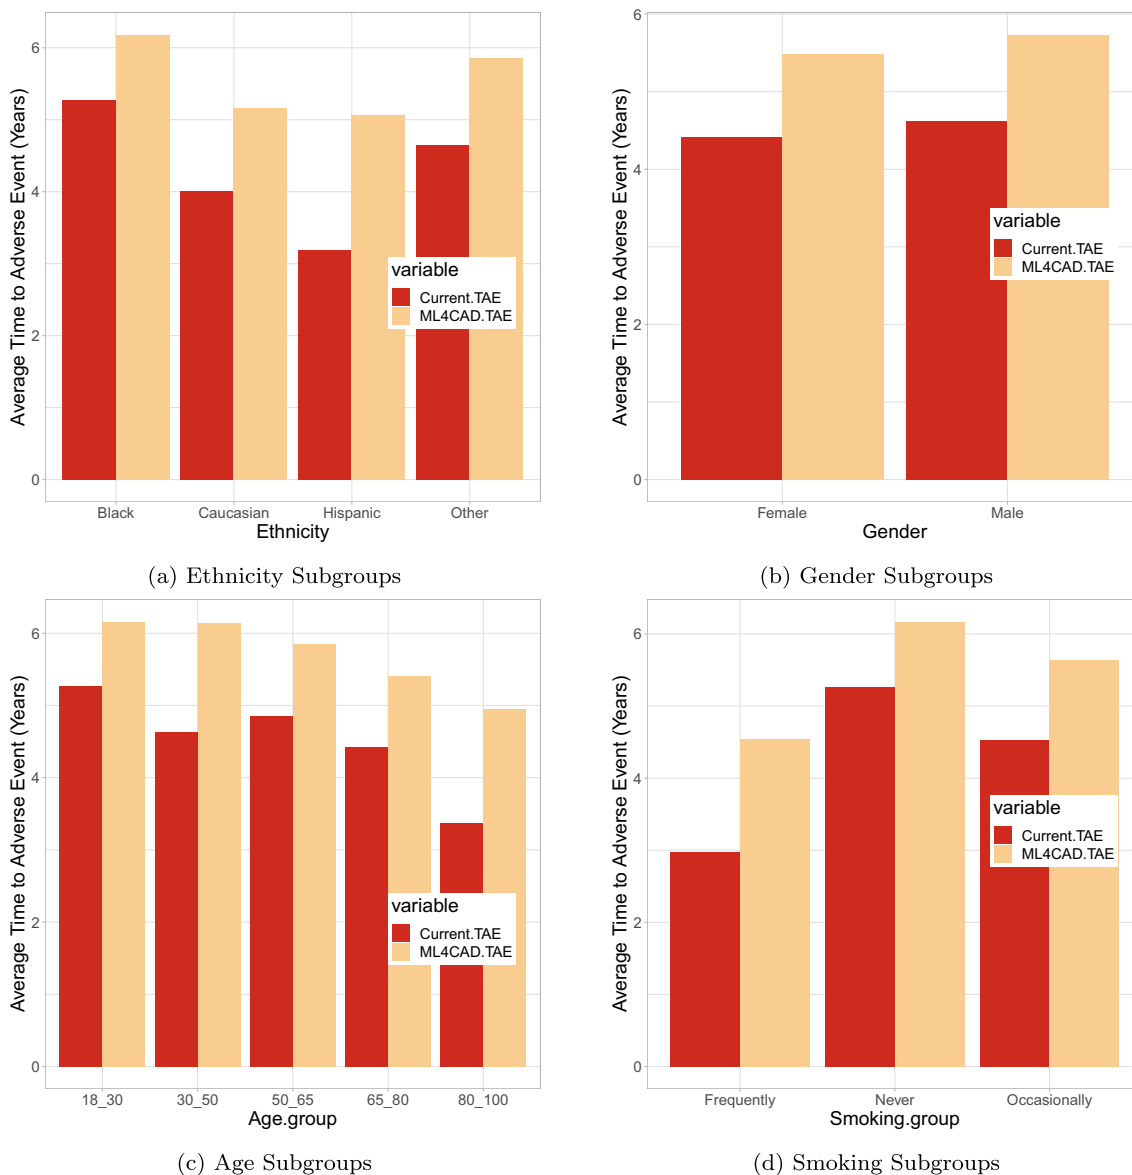 Average Time to Adverse Event (Years)
6
4
2
0
variable
Current.TAE
ML4CAD.TAE
Black Caucasian Hispanic Other
Ethnicity
(a) Ethnicity Subgroups
Average Time to Adverse Event (Years)
6
4
2
0
variable
Current.TAE
ML4CAD.TAE
Female Male
Gender
(b) Gender Subgroups
Average Time to Adverse Event (Years)
6
4
2
0
variable
Current.TAE
ML4CAD.TAE
18_30 30_50 50_65 65_80 80_100
Age.group
(c) Age Subgroups
Average Time to Adverse Event (Years)
6
4
2
0
variable
Current.TAE
ML4CAD.TAE
Frequently Never Occasionally
Smoking.group
(d) Smoking Subgroups